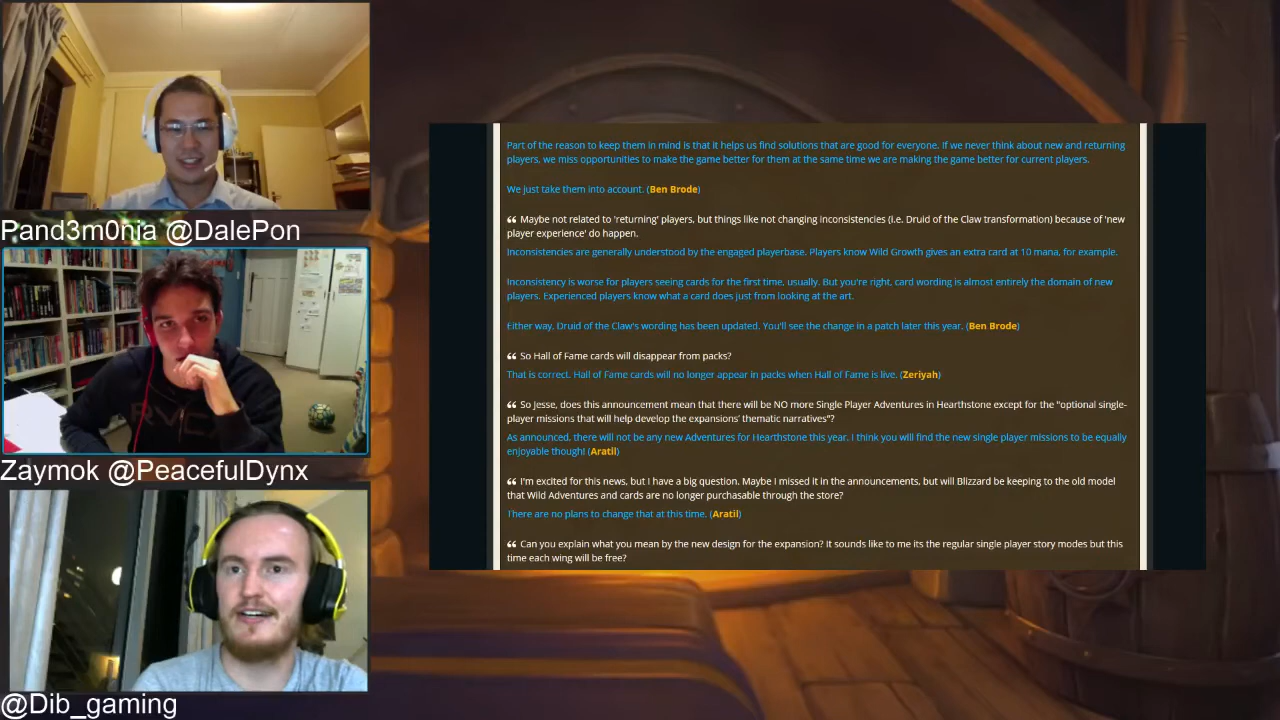 Pand3m0nia @DalePon
Zaymok @PeacefulDynx
@Dib_gaming
Part of the reason to keep them in mind is that it helps us find solutions that are good for everyone. If we never think about new and returning
players, we miss opportunities to make the game better for them at the same time we are making the game better for current players.
We just take them into account. (Ben Brode)
“ Maybe not related to 'returning' players, but things like not changing inconsistencies (i.e. Druid of the Claw transformation) because of 'new
player experience' do happen.
Inconsistencies are generally understood by the engaged playerbase. Players know Wild Growth gives an extra card at 10 mana, for example.
Inconsistency is worse for players seeing cards for the first time, usually. But you're right, card wording is almost entirely the domain of new
players. Experienced players know what a card does just from looking at the art.
Either way. Druid of the Claw's wording has been updated. You'll see the change in a patch later this year. (Ben Brode)
“ So Hall of Fame cards will disappear from packs?
That is correct. Hall of Fame cards will no longer appear in packs when Hall of Fame is live. (Zeriyah)
“ So Jesse, does this announcement mean that there will be NO more Single Player Adventures in Hearthstone except for the "optional single-
player missions that will help develop the expansions' thematic narratives"?
As announced, there will not be any new Adventures for Hearthstone this year. I think you will find the new single player missions to be equally
enjoyable though! (Aratil)
“ I'm excited for this news, but I have a big question. Maybe I missed it in the announcements, but will Blizzard be keeping to the old model
that Wild Adventures and cards are no longer purchasable through the store?
There are no plans to change that at this time. (Aratil)
“ Can you explain what you mean by the new design for the expansion? It sounds like to me its the regular single player story modes but this
time each wing will be free?